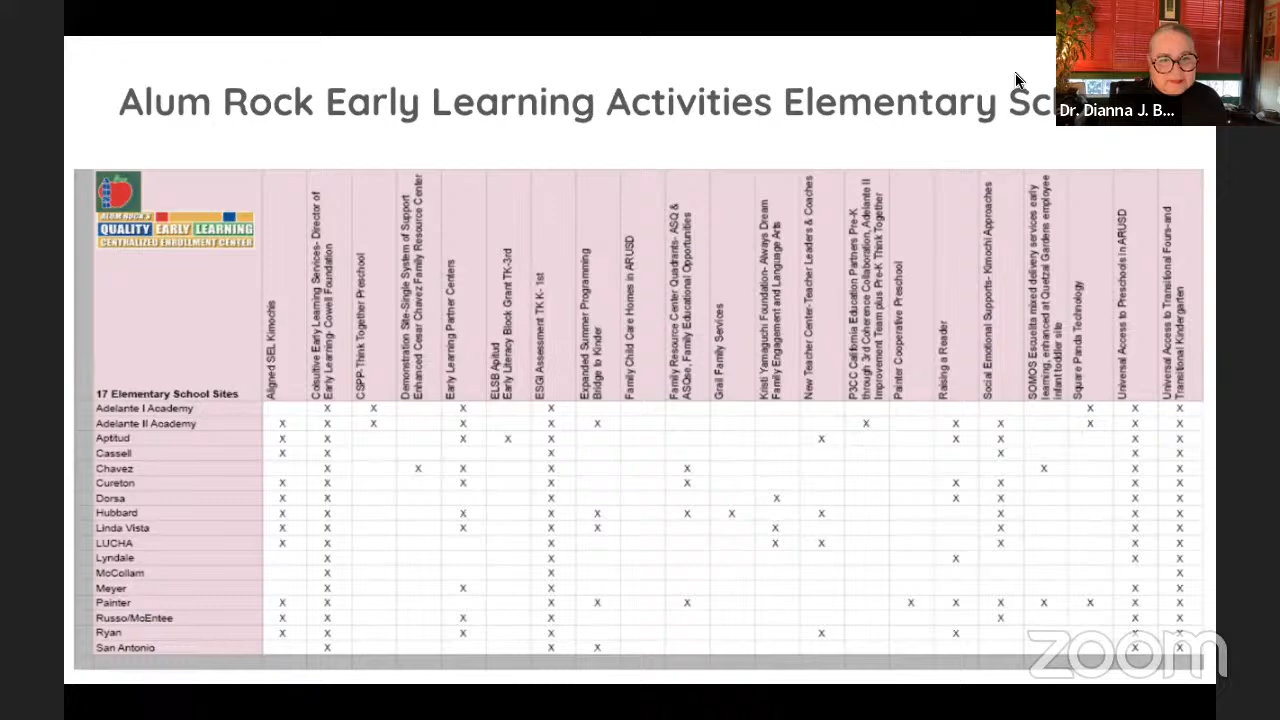 Alum Rock Early Learning Activities Elementary Sc
Dr. Dianna J. B...
ALUM ROCK'S
QUALITY EARLY LEARNING
CENTRALIZED ENROLLMENT CENTER
17 Elementary School Sites
Aligned SEL Kimochis
Early Learning Services- Director of
Early Learning- Cowell Foundation
CSPP-Think Together Preschool
Demonstration Site-Single System of Support
Enhanced Cesar Chavez Family Resource Center
Early Learning Partner Centers
ELSB Aptitud
Early Literacy Block Grant TK-3rd
ESGI Assessment TK K- 1st
Expanded Summer Programming
Bridge to Kinder
Family Child Care Homes in ARUSD
Family Resource Center Quadrants- ASQ &
ASQse, Family Educational Opportunities
Grail Family Services
Kristi Yamaguchi Foundation- Always Dream
Family Engagement and Language Arts
New Teacher Center-Teacher Leaders & Coaches
P3CC California Education Partners Pre-K
through 3rd Coherence Collaboration, Adelante II
Improvement Team plus Pre-K Think Together
Painter Cooperative Preschool
Raising a Reader
Social Emotional Supports- Kimochi Approaches
SOMOS Escuelita mixed delivery services early
learning, enhanced at Quetzal Gardens employee
infant toddler site
Square Panda Technology
Universal Access to Preschools in ARUSD
Universal Access to Transitional Fours-and
Transitional Kindergarten
Adelante I Academy X X X X X X X
Adelante II Academy X X X X X X X X X X X X
Aptitud X X X X X X X X X X
Cassell X X X X X X
Chavez X X X X X X X X
Cureton X X X X X X X X X
Dorsa X X X X X X X X
Hubbard X X X X X X X X X X X
Linda Vista X X X X X X X X X
LUCHA X X X X X X X X
Lyndale X X X X X
McCollam X X X
Meyer X X X X X
Painter X X X X X X X X X X X X
Russo/McEntee X X X X X X X
Ryan X X X X X X X X
San Antonio X X X X X
zoom